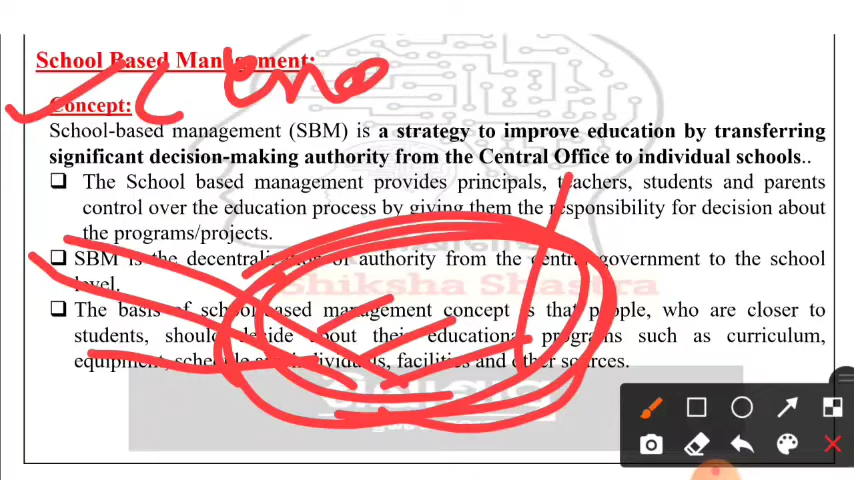 School Based Management:
Concept:
School-based management (SBM) is a strategy to improve education by transferring
significant decision-making authority from the Central Office to individual schools..
The School based management provides principals, teachers, students and parents
control over the education process by giving them the responsibility for decision about
the programs/projects.
SBM is the decentralization of authority from the central government to the school
level.
The basis of school based management concept is that people, who are closer to
students, should decide about their educational programs such as curriculum,
equipment, schedule and individuals, facilities and other sources.
Shiksha Shastra